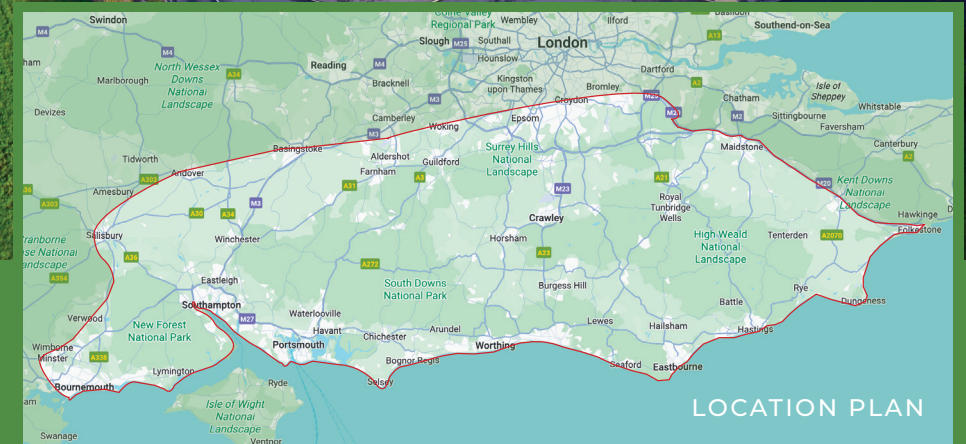 Swindon
Colne Valley
Regional Park
Wembley
Ilford
Basildon
Southend-on-Sea
M4
M4
Slough
M25
Southall
London
A13
ham
Hounslow
North Wessex
Downs
National
Landscape
A34
Reading
M4
Dartford
Marlborough
Bracknell
Kingston
upon Thames
Bromley
A2
Isle of
Sheppey
Devizes
M3
Croydon
M25
Chatham
Whitstable
Camberley
Epsom
M2
Sittingbourne
M3
Woking
Faversham
Tidworth
Basingstoke
Aldershot
Surrey Hills
National
Landscape
Maidstone
Canterbury
Guildford
A2
Andover
Farnham
A303
A31
A3
A21
M20
Kent Downs
National
Landscape
36
Amesbury
M23
A303
M3
Royal
Tunbridge
Wells
A30
A34
Crawley
Hawkinge
D
Salisbury
Winchester
Horsham
High Weald
National
Landscape
Tenterden
A2070
Folkestone
ranborne
se National
andscape
A36
A272
A23
A354
Eastleigh
South Downs
National Park
Burgess Hill
Rye
Southampton
Battle
Dungeness
Verwood
New Forest
National Park
M27
Waterlooville
Lewes
Hailsham
Hastings
Havant
Chichester
Arundel
Wimborne
Minster
A338
Portsmouth
Worthing
Bognor Regis
Seaford
Eastbourne
Lymington
Bournemouth
Ryde
Selsey
am
Isle of Wight
National
Landscape
LOCATION PLAN
Swanage
Ventnor